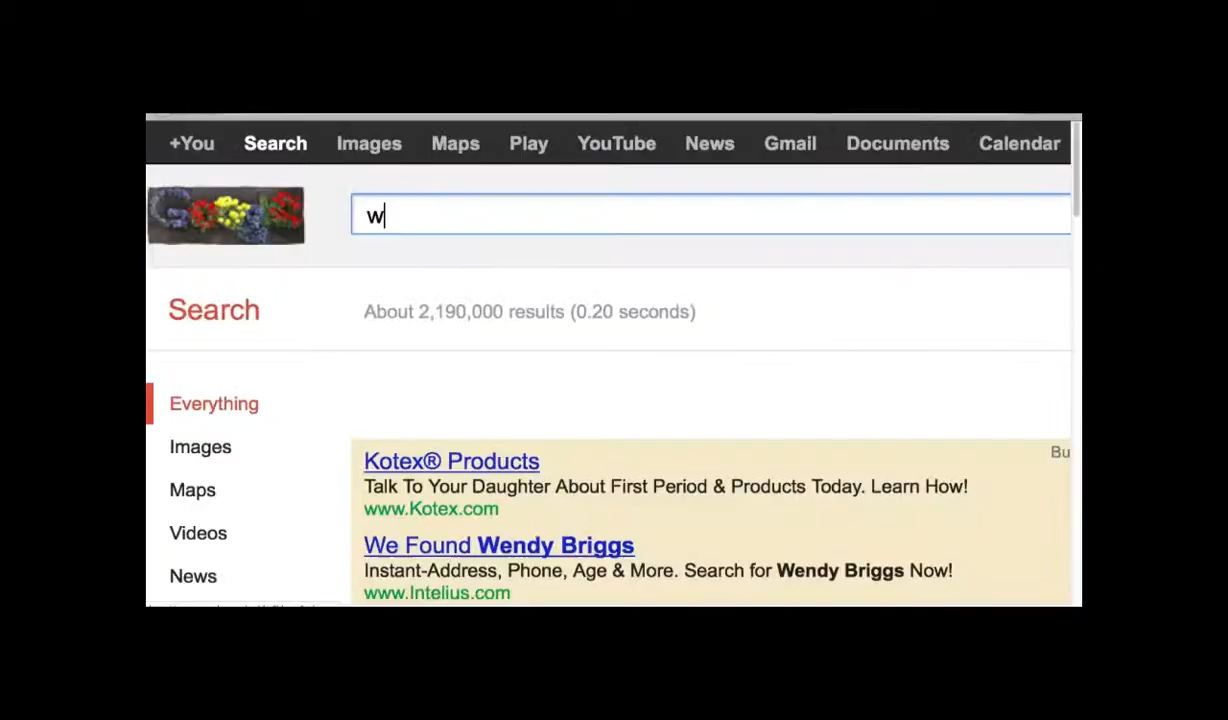 +You Search Images Maps Play YouTube News Gmail Documents Calendar
Google
w
Search
About 2,190,000 results (0.20 seconds)
Everything
Images
Maps
Videos
News
Bu
Kotex® Products
Talk To Your Daughter About First Period & Products Today. Learn How!
www.Kotex.com
We Found Wendy Briggs
Instant-Address, Phone, Age & More. Search for Wendy Briggs Now!
www.Intelius.com